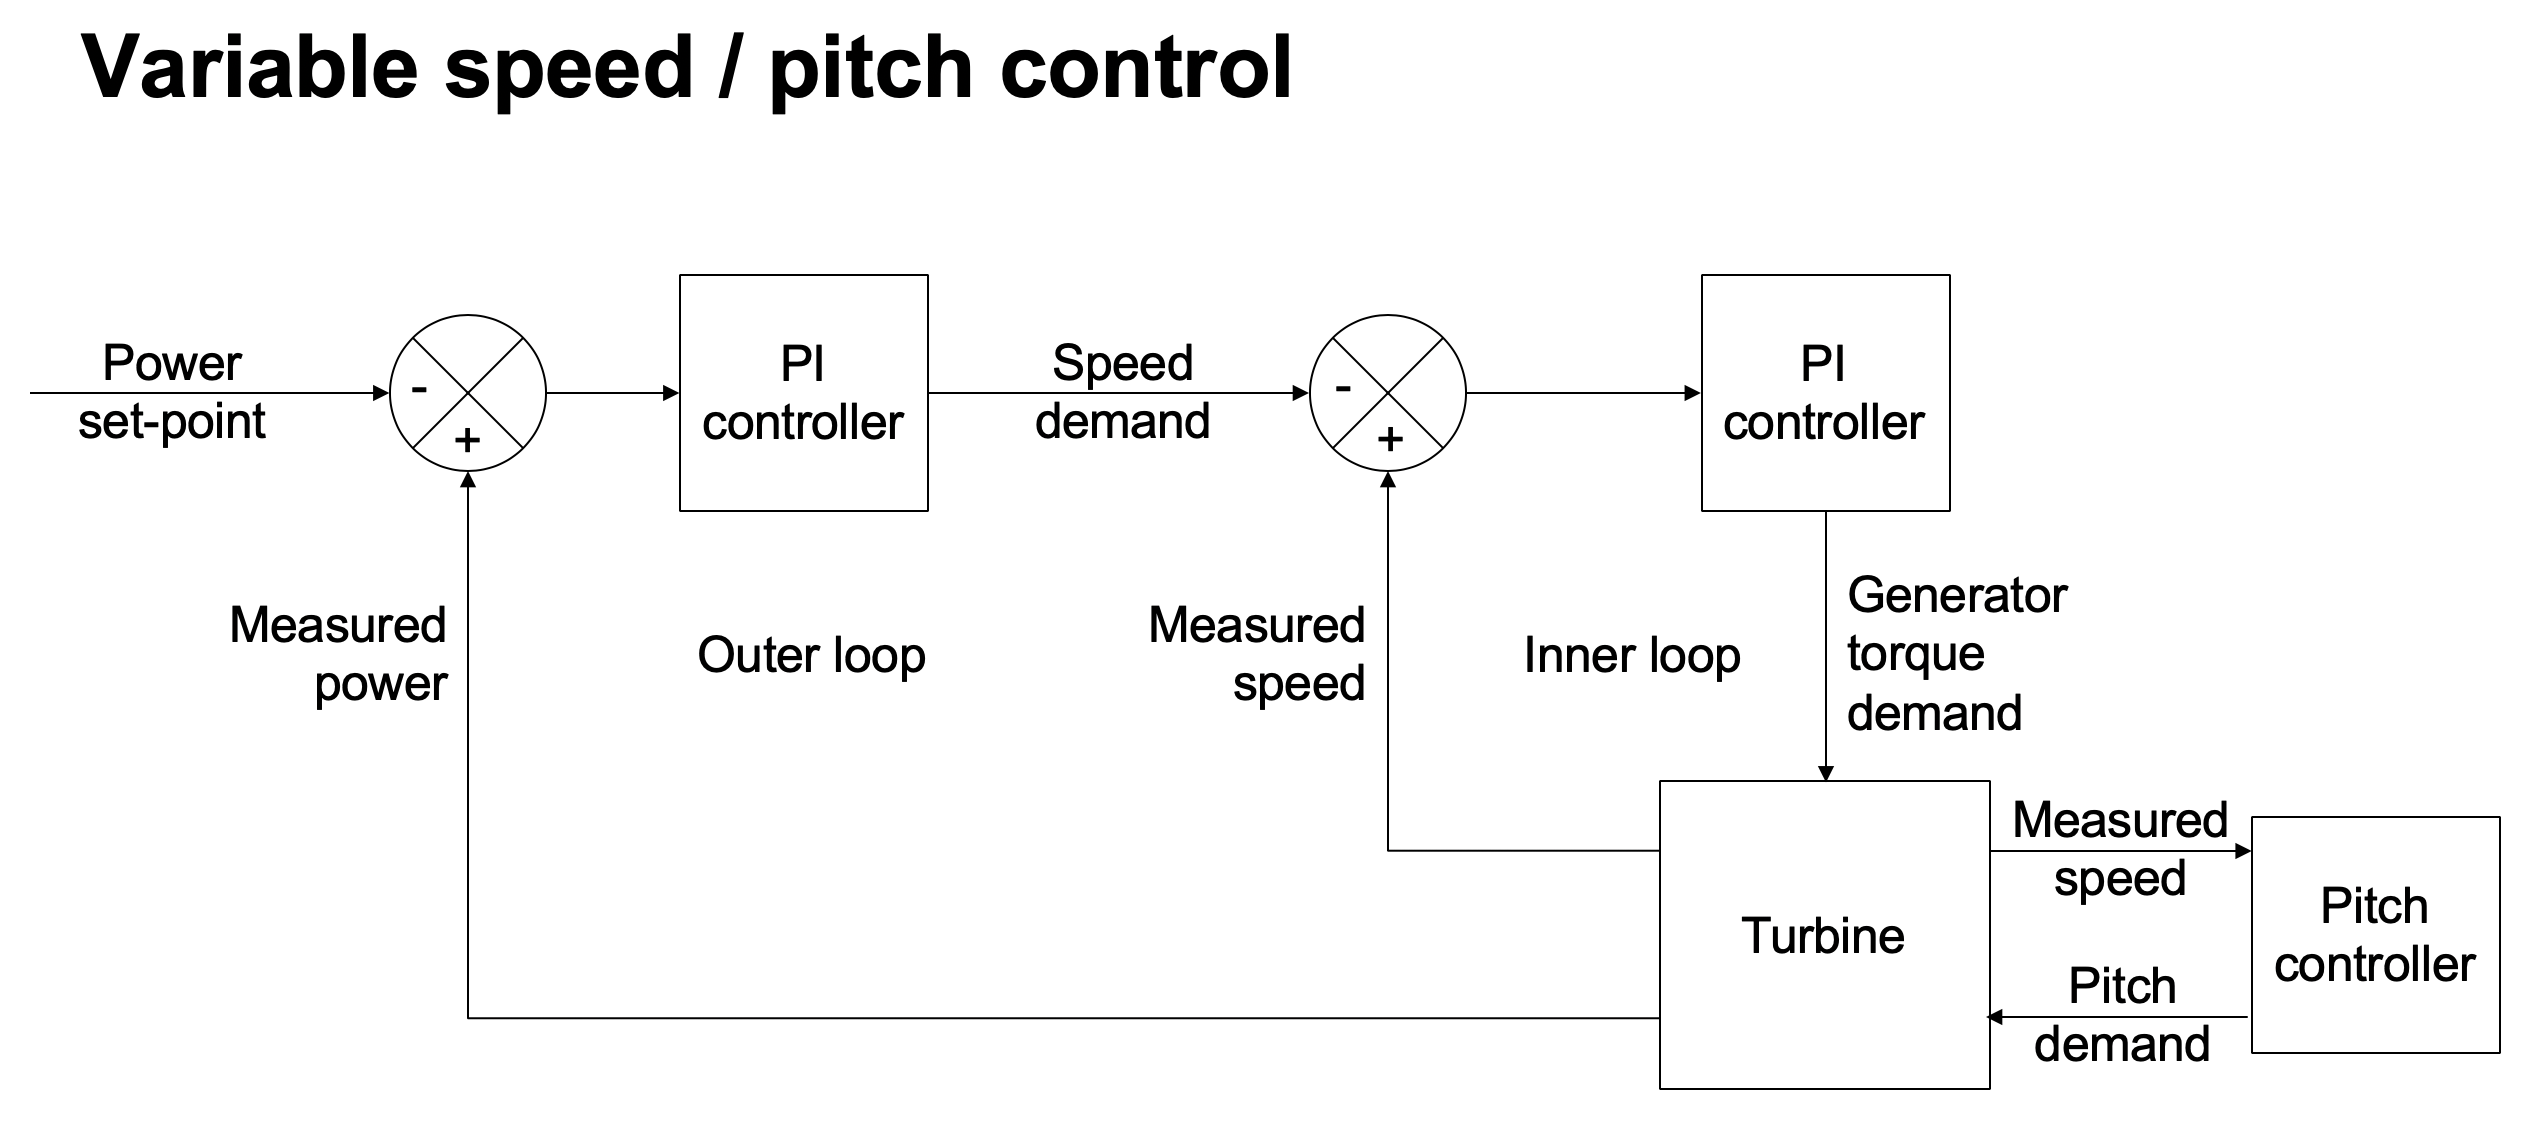 Variable speed / pitch control
Power
set-point
-
+
PI
controller
Speed
demand
-
+
PI
controller
Measured
power
Outer loop
Measured
speed
Inner loop
Generator
torque
demand
Turbine
Measured
speed
Pitch
demand
Pitch
controller